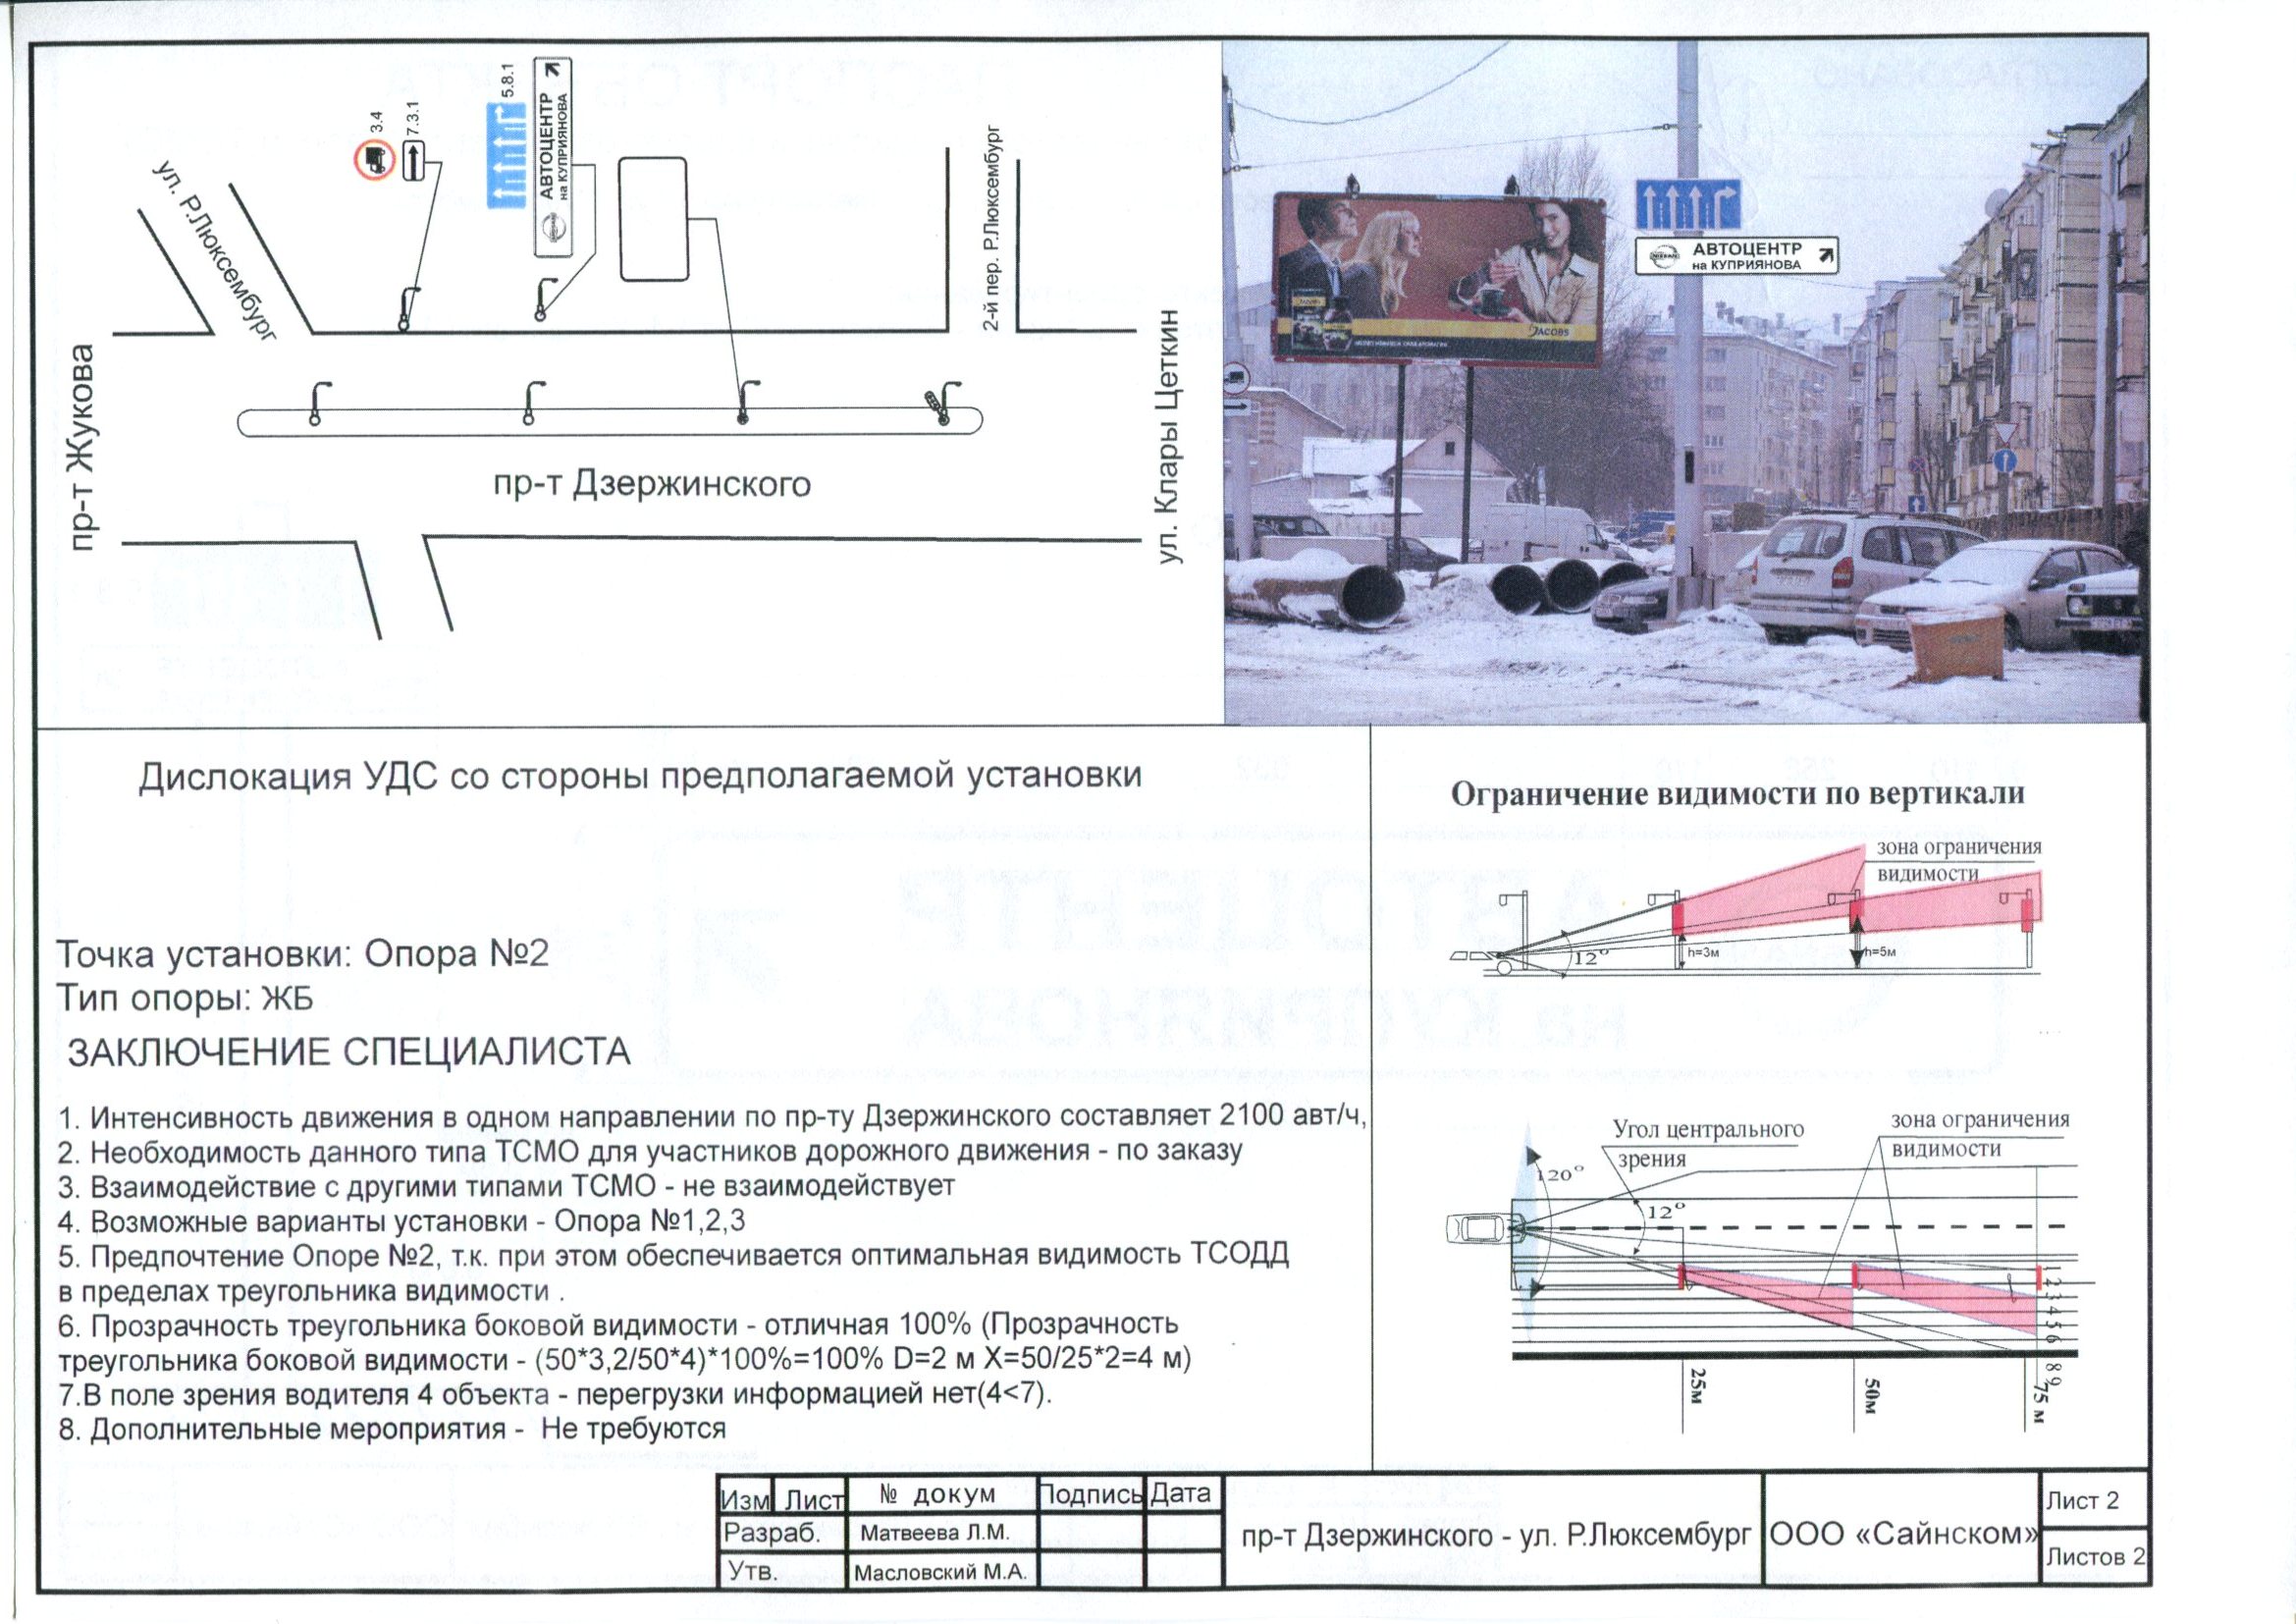 3.4
7.3.1
5.8.1
АВТОЦЕНТР
на КУПРИЯНОВА
ул. Р.Люксембург
2-й пер. Р.Люксембург
пр-т Жукова
ул. Клары Цеткин
пр-т Дзержинского
АВТОЦЕНТР
на КУПРИЯНОВА
NISSAN
JACOBS
Дислокация УДС со стороны предполагаемой установки
Точка установки: Опора №2
Тип опоры: ЖБ
ЗАКЛЮЧЕНИЕ СПЕЦИАЛИСТА
1. Интенсивность движения в одном направлении по пр-ту Дзержинского составляет 2100 авт/ч,
2. Необходимость данного типа ТСМО для участников дорожного движения - по заказу
3. Взаимодействие с другими типами ТСМО - не взаимодействует
4. Возможные варианты установки - Опора №1,2,3
5. Предпочтение Опоре №2, т.к. при этом обеспечивается оптимальная видимость ТСОДД
в пределах треугольника видимости .
6. Прозрачность треугольника боковой видимости - отличная 100% (Прозрачность
треугольника боковой видимости - (50*3,2/50*4)*100%=100% D=2 м X=50/25*2=4 м)
7.В поле зрения водителя 4 объекта - перегрузки информацией нет(4<7).
8. Дополнительные мероприятия - Не требуются
Ограничение видимости по вертикали
зона ограничения
видимости
12°
h=3м
h=5м
Угол центрального
зрения
зона ограничения
видимости
120°
12°
1 2 3 4 5 6 8 9
25м
50м
75 м
Изм Лист № докум Подпись Дата
Разраб. Матвеева Л.М.
Утв. Масловский М.А.
пр-т Дзержинского - ул. Р.Люксембург
ООО «Сайнском»
Лист 2
Листов 2